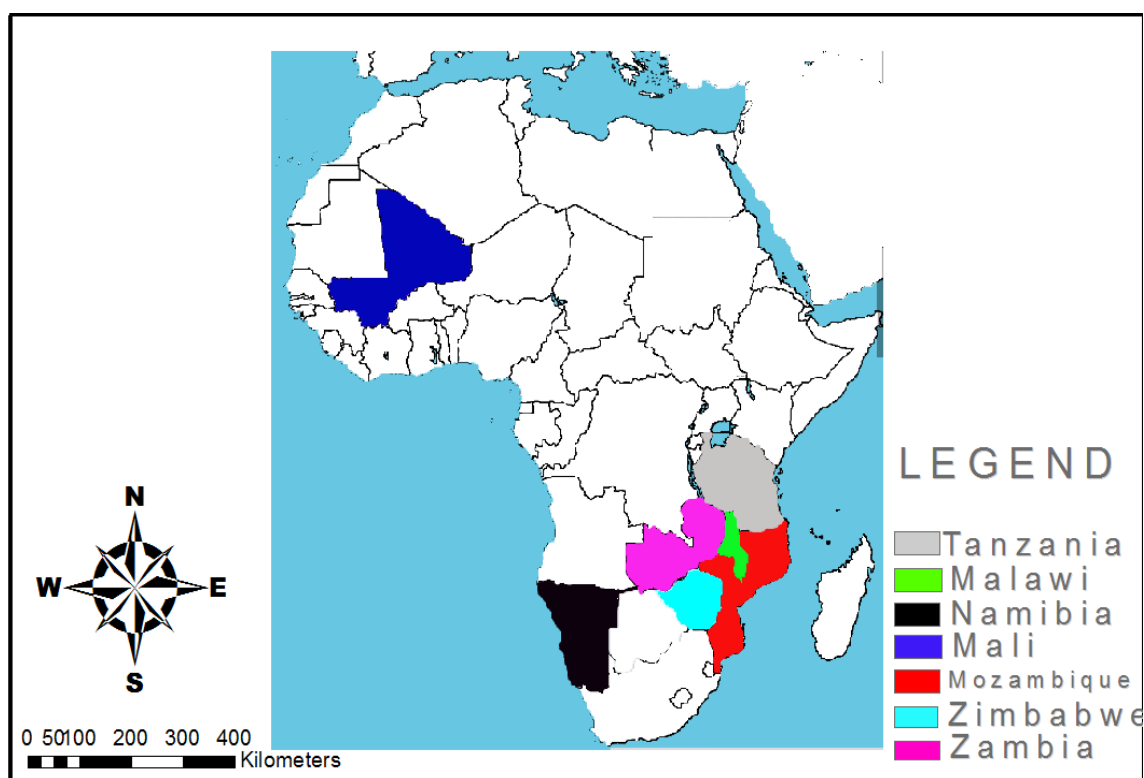 LEGEND
N
W E
S
Tanzania
Malawi
Namibia
Mali
Mozambique
Zimbabwe
Zambia
0 50100 200 300 400
Kilometers